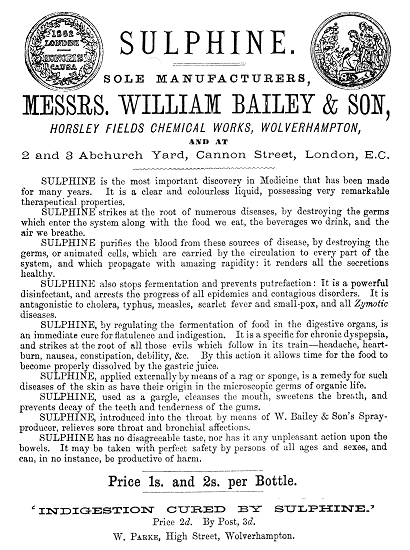 1862
LONDON
HONORIS
CAUSA
SULPHINE.
SOLE MANUFACTURERS,
MESSRS. WILLIAM BAILEY & SON,
HORSLEY FIELDS CHEMICAL WORKS, WOLVERHAMPTON,
AND AT
2 and 3 Abchurch Yard, Cannon Street, London, E.C.
SULPHINE is the most important discovery in Medicine that has been made
for many years. It is a clear and colourless liquid, possessing very remarkable
therapeutical properties.
SULPHINE strikes at the root of numerous diseases, by destroying the germs
which enter the system along with the food we eat, the beverages we drink, and the
air we breathe.
SULPHINE purifies the blood from these sources of disease, by destroying the
germs, or animated cells, which are carried by the circulation to every part of the
system, and which propagate with amazing rapidity: it renders all the secretions
healthy.
SULPHINE also stops fermentation and prevents putrefaction: It is a powerful
disinfectant, and arrests the progress of all epidemics and contagious disorders. It is
antagonistic to cholera, typhus, measles, scarlet fever and small-pox, and all Zymotic
diseases.
SULPHINE, by regulating the fermentation of food in the digestive organs, is
an immediate cure for flatulence and indigestion. It is a specific for chronic dyspepsia,
and strikes at the root of all those evils which follow in its train—headache, heart-
burn, nausea, constipation, debility, &c. By this action it allows time for the food to
become properly dissolved by the gastric juice.
SULPHINE, applied externally by means of a rag or sponge, is a remedy for such
diseases of the skin as have their origin in the microscopic germs of organic life.
SULPHINE, used as a gargle, cleanses the mouth, sweetens the breath, and
prevents decay of the teeth and tenderness of the gums.
SULPHINE, introduced into the throat by means of W. Bailey & Son's Spray-
producer, relieves sore throat and bronchial affections.
SULPHINE has no disagreeable taste, nor has it any unpleasant action upon the
bowels. It may be taken with perfect safety by persons of all ages and sexes, and
can, in no instance, be productive of harm.
Price 1s. and 2s. per Bottle.
'INDIGESTION CURED BY SULPHINE.'
Price 2d. By Post, 3d.
W. PARKE, High Street, Wolverhampton.